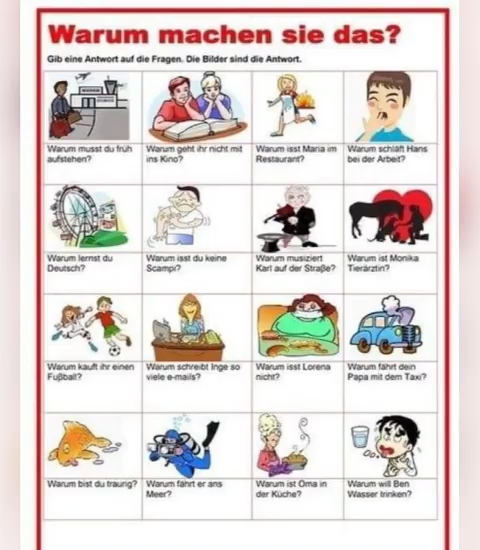 Warum machen sie das?
Gib eine Antwort auf die Fragen. Die Bilder sind die Antwort.
Warum musst du früh
aufstehen?
Warum geht ihr nicht mit
ins Kino?
Warum isst Maria im
Restaurant?
Warum schläft Hans
bei der Arbeit?
Warum lernst du
Deutsch?
Warum isst du keine
Scampi?
Warum musiziert
Karl auf der Straße?
Warum ist Monika
Tierärztin?
Warum kauft ihr einen
Fußball?
Warum schreibt Inge so
viele e-mails?
Warum isst Lorena
nicht?
Warum fährt dein
Papa mit dem Taxi?
Warum bist du traurig?
Warum fährt er ans
Meer?
Warum ist Oma in
der Küche?
Warum will Ben
Wasser trinken?